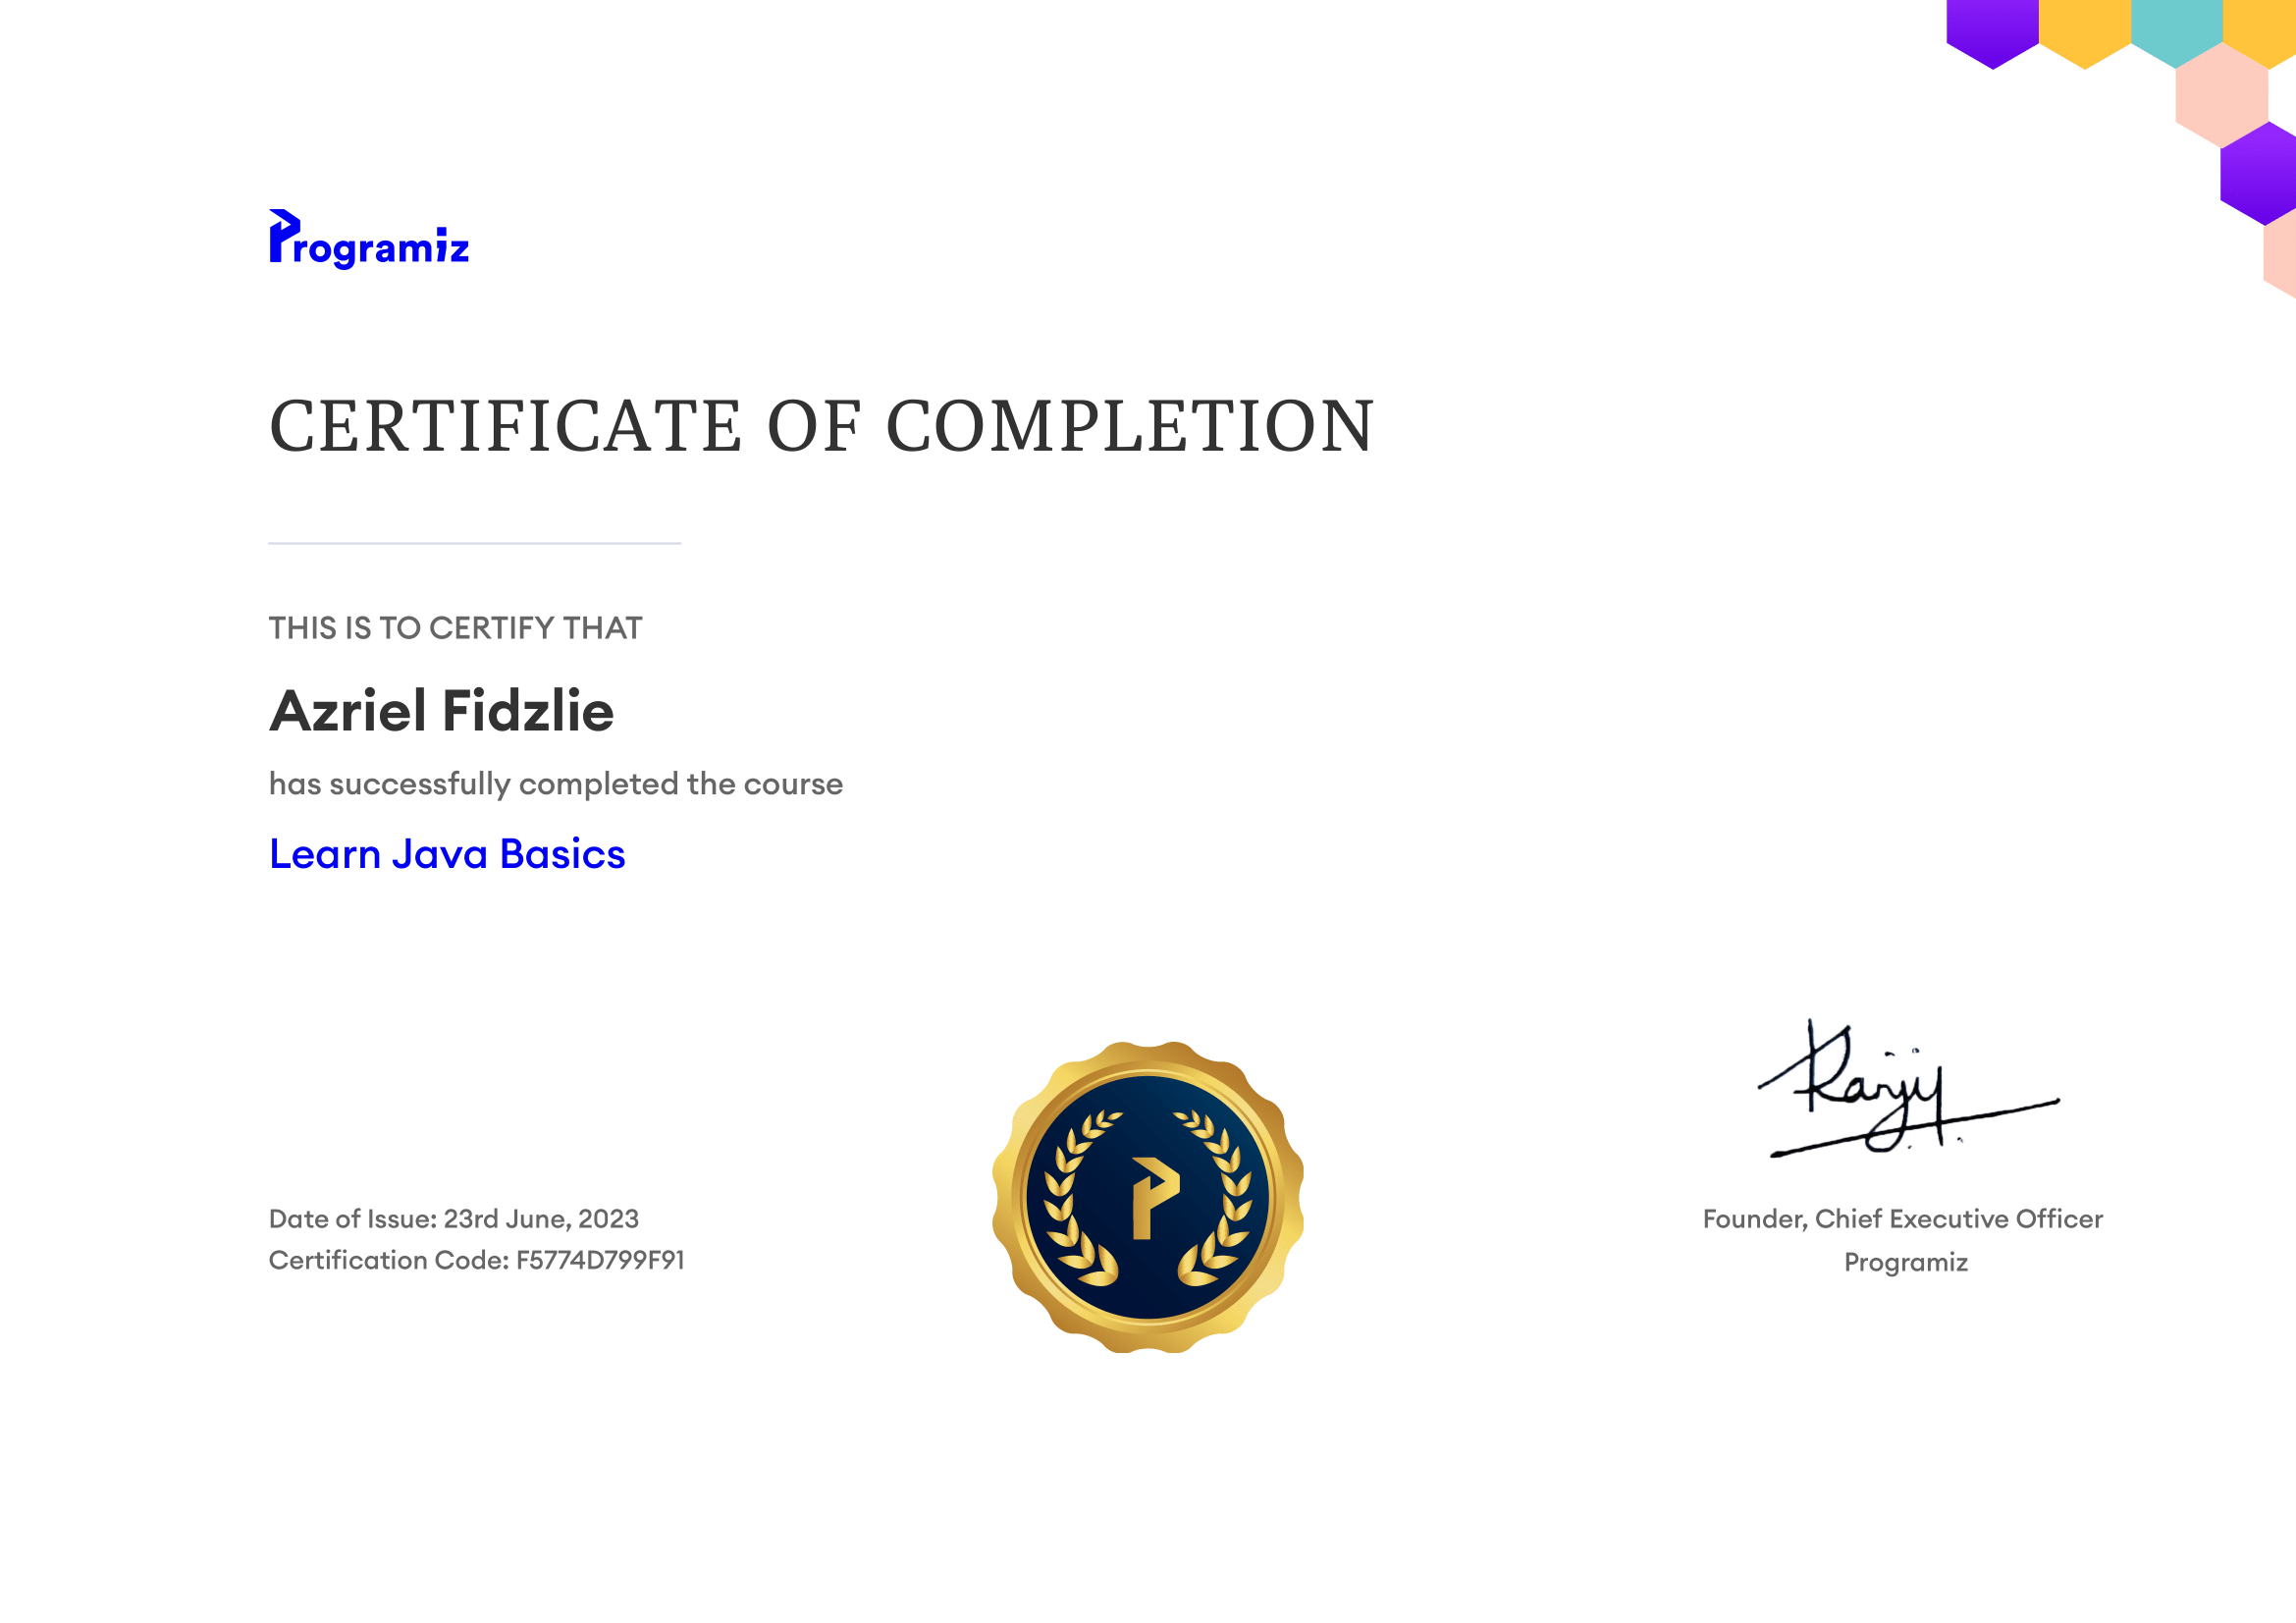 Programiz
CERTIFICATE OF COMPLETION
THIS IS TO CERTIFY THAT
Azriel Fidzlie
has successfully completed the course
Learn Java Basics
Date of Issue: 23rd June, 2023
Certification Code: F5774D799F91
Founder, Chief Executive Officer
Programiz